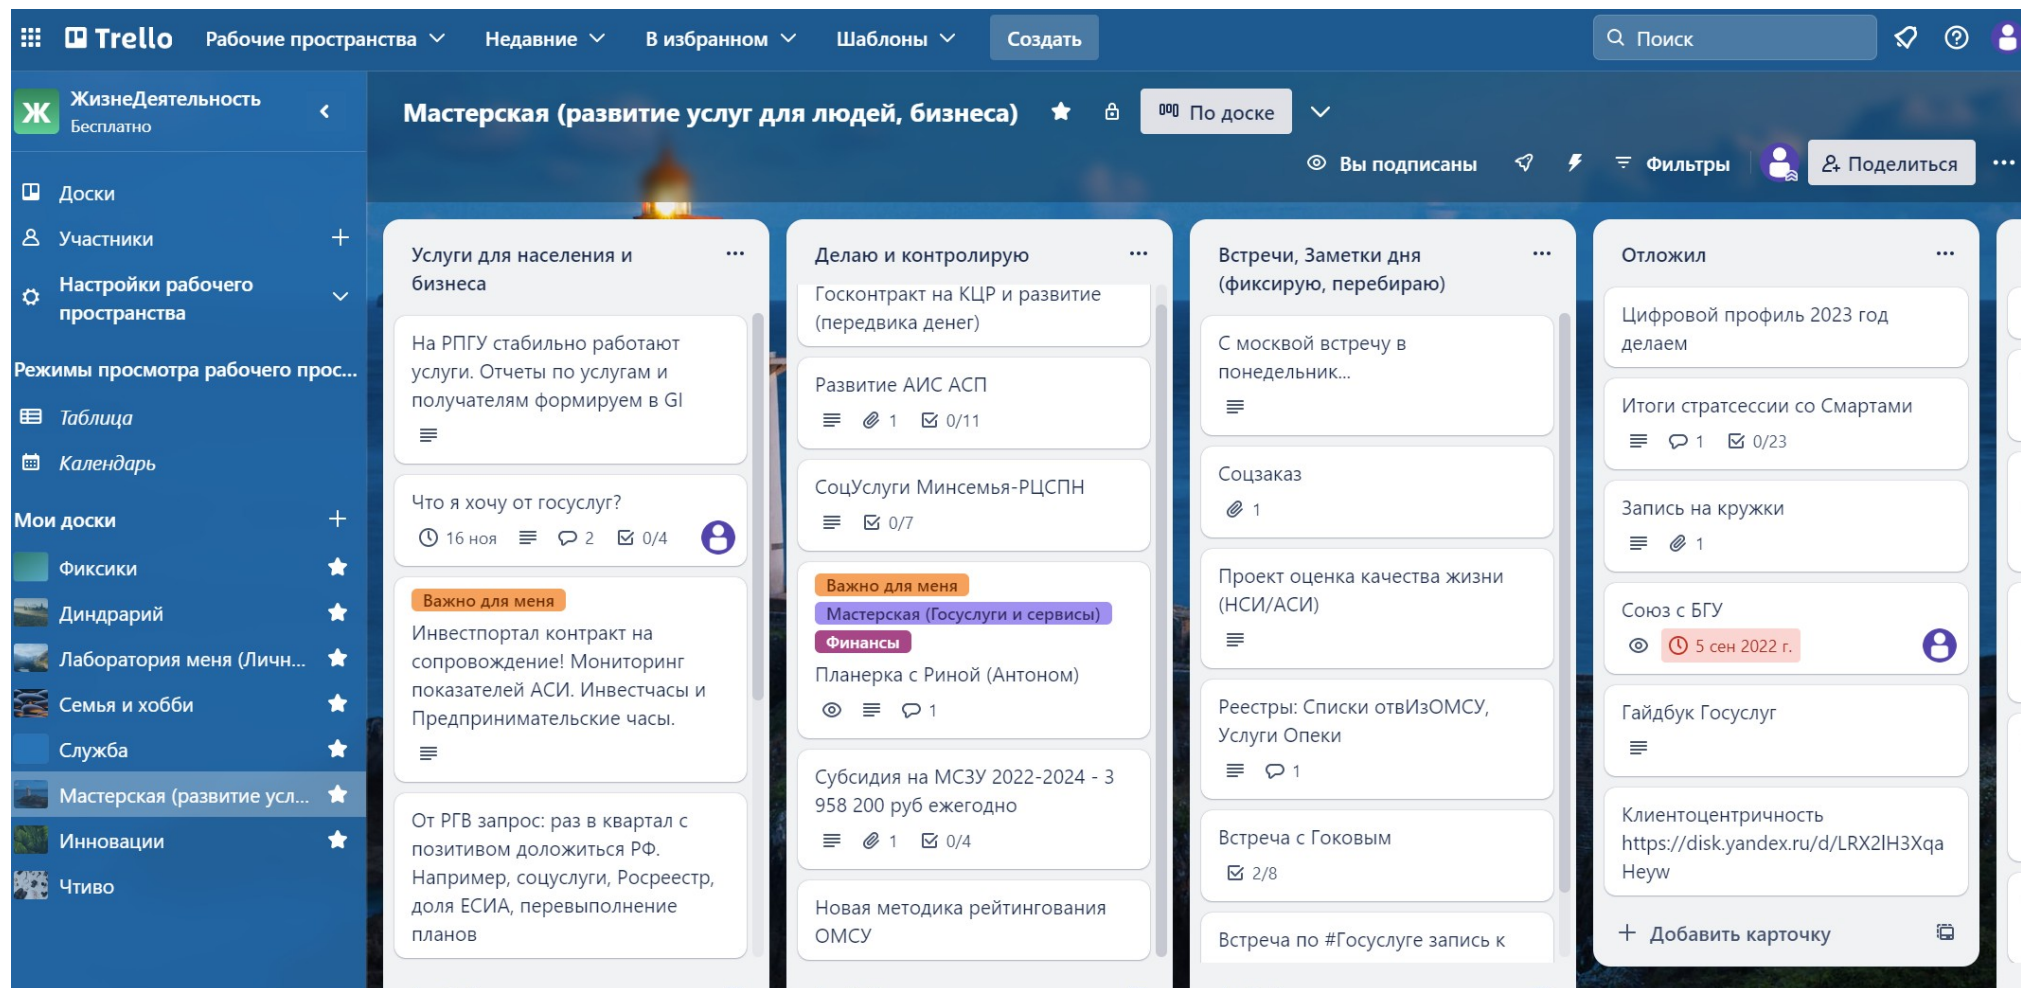 Trello
Рабочие пространства
Недавние
В избранном
Шаблоны
Создать
Поиск
Ж
ЖизнеДеятельность
Бесплатно
Доски
Участники
Настройки рабочего
пространства
Режимы просмотра рабочего прос...
Таблица
Календарь
Мои доски
Фиксики
Диндрарий
Лаборатория меня (Личн...
Семья и хобби
Служба
Мастерская (развитие усл...
Инновации
Чтиво
Мастерская (развитие услуг для людей, бизнеса)
По доске
Вы подписаны
Фильтры
Поделиться
Услуги для населения и
бизнеса
На РПГУ стабильно работают
услуги. Отчеты по услугам и
получателям формируем в GI
Что я хочу от госуслуг?
16 ноя 2 0/4
Важно для меня
Инвестпортал контракт на
сопровождение! Мониторинг
показателей АСИ. Инвестчасы и
Предпринимательские часы.
От РГВ запрос: раз в квартал с
позитивом доложиться РФ.
Например, соцуслуги, Росреестр,
доля ЕСИА, перевыполнение
планов
Делаю и контролирую
Госконтракт на КЦР и развитие
(передвика денег)
Развитие АИС АСП
1 0/11
СоцУслуги Минсемья-РЦСПН
0/7
Важно для меня
Мастерская (Госуслуги и сервисы)
Финансы
Планерка с Риной (Антоном)
1
Субсидия на МСЗУ 2022-2024 - 3
958 200 руб ежегодно
1 0/4
Новая методика рейтингования
ОМСУ
Встречи, Заметки дня
(фиксирую, перебираю)
С москвой встречу в
понедельник...
Соцзаказ
1
Проект оценка качества жизни
(НСИ/АСИ)
Реестры: Списки отвИзОМСУ,
Услуги Опеки
1
Встреча с Гоковым
2/8
Встреча по #Госуслуге запись к
Отложил
Цифровой профиль 2023 год
делаем
Итоги стратсессии со Смартами
1 0/23
Запись на кружки
1
Союз с БГУ
5 сен 2022 г.
Гайдбук Госуслуг
Клиентоцентричность
https://disk.yandex.ru/d/LRX2lH3Xqa
Heyw
Добавить карточку